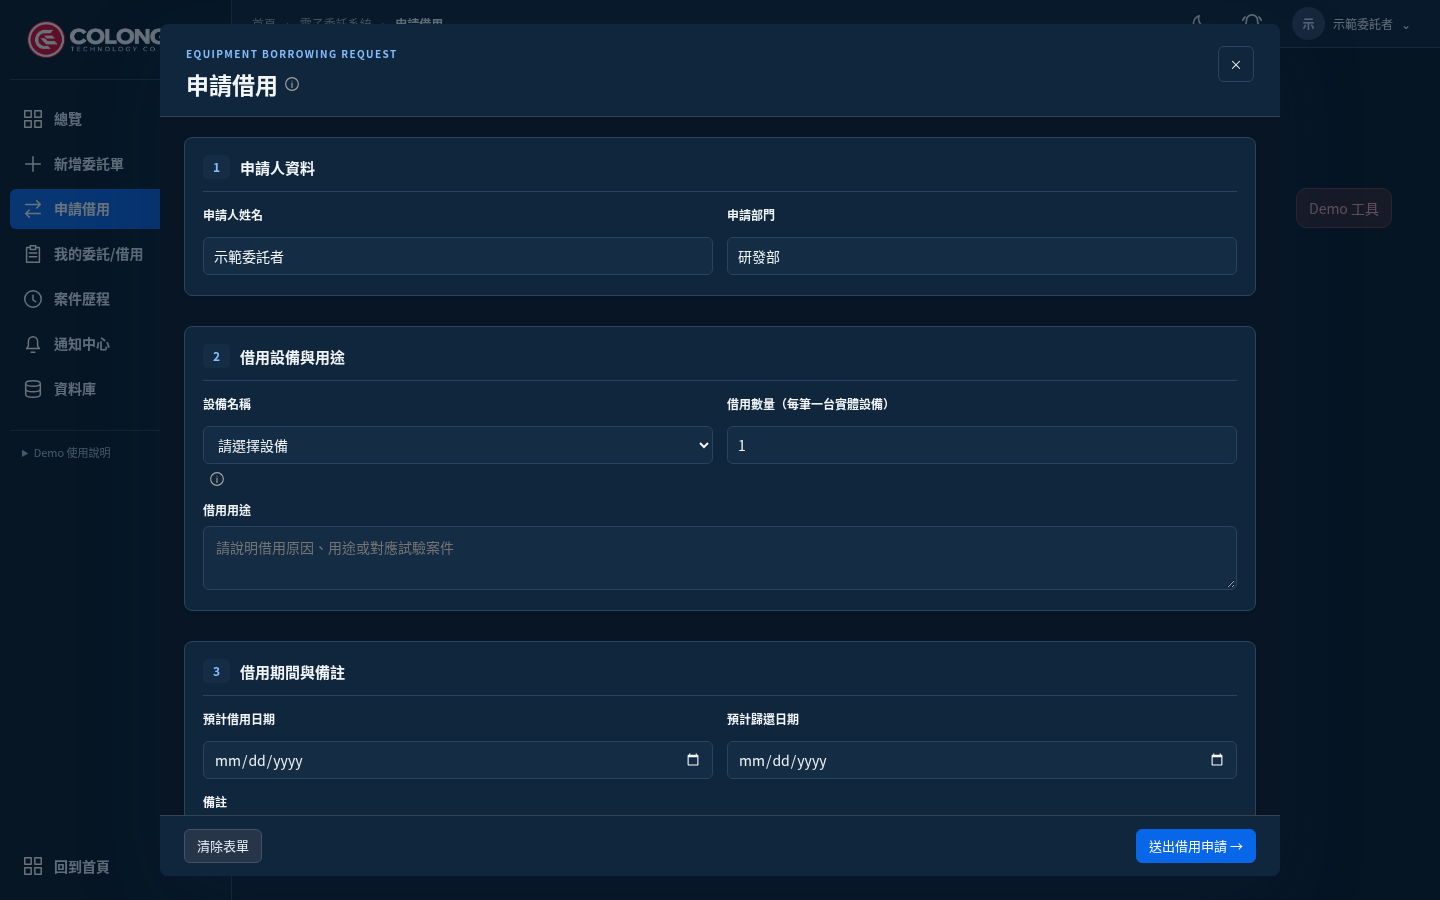 COLONG
TECHNOLOGY CO
總覽
新增委託單
申請借用
我的委託/借用
案件歷程
通知中心
資料庫
Demo 使用說明
回到首頁
首頁 › 電子委託系統 › 申請借用
示 示範委託者
Demo 工具
EQUIPMENT BORROWING REQUEST
申請借用
×
1 申請人資料
申請人姓名 申請部門
示範委託者 研發部
2 借用設備與用途
設備名稱 借用數量（每筆一台實體設備）
請選擇設備 1
借用用途
請說明借用原因、用途或對應試驗案件
3 借用期間與備註
預計借用日期 預計歸還日期
mm/dd/yyyy mm/dd/yyyy
備註
清除表單 送出借用申請 →